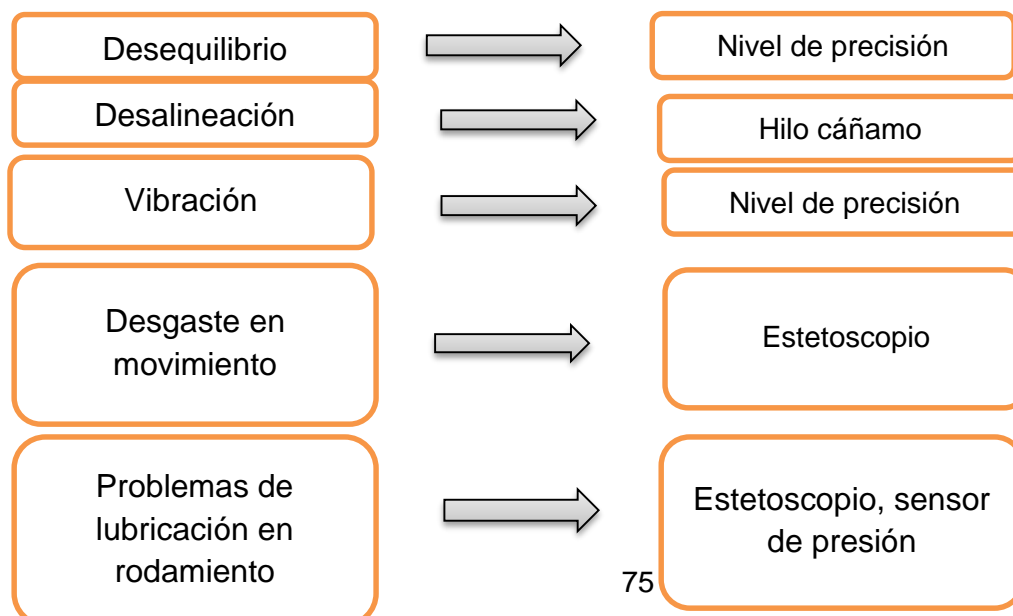 Desequilibrio
Nivel de precisión
Desalineación
Hilo cáñamo
Vibración
Nivel de precisión
Desgaste en
movimiento
Estetoscopio
Problemas de
lubricación en
rodamiento
Estetoscopio, sensor
de presión
75